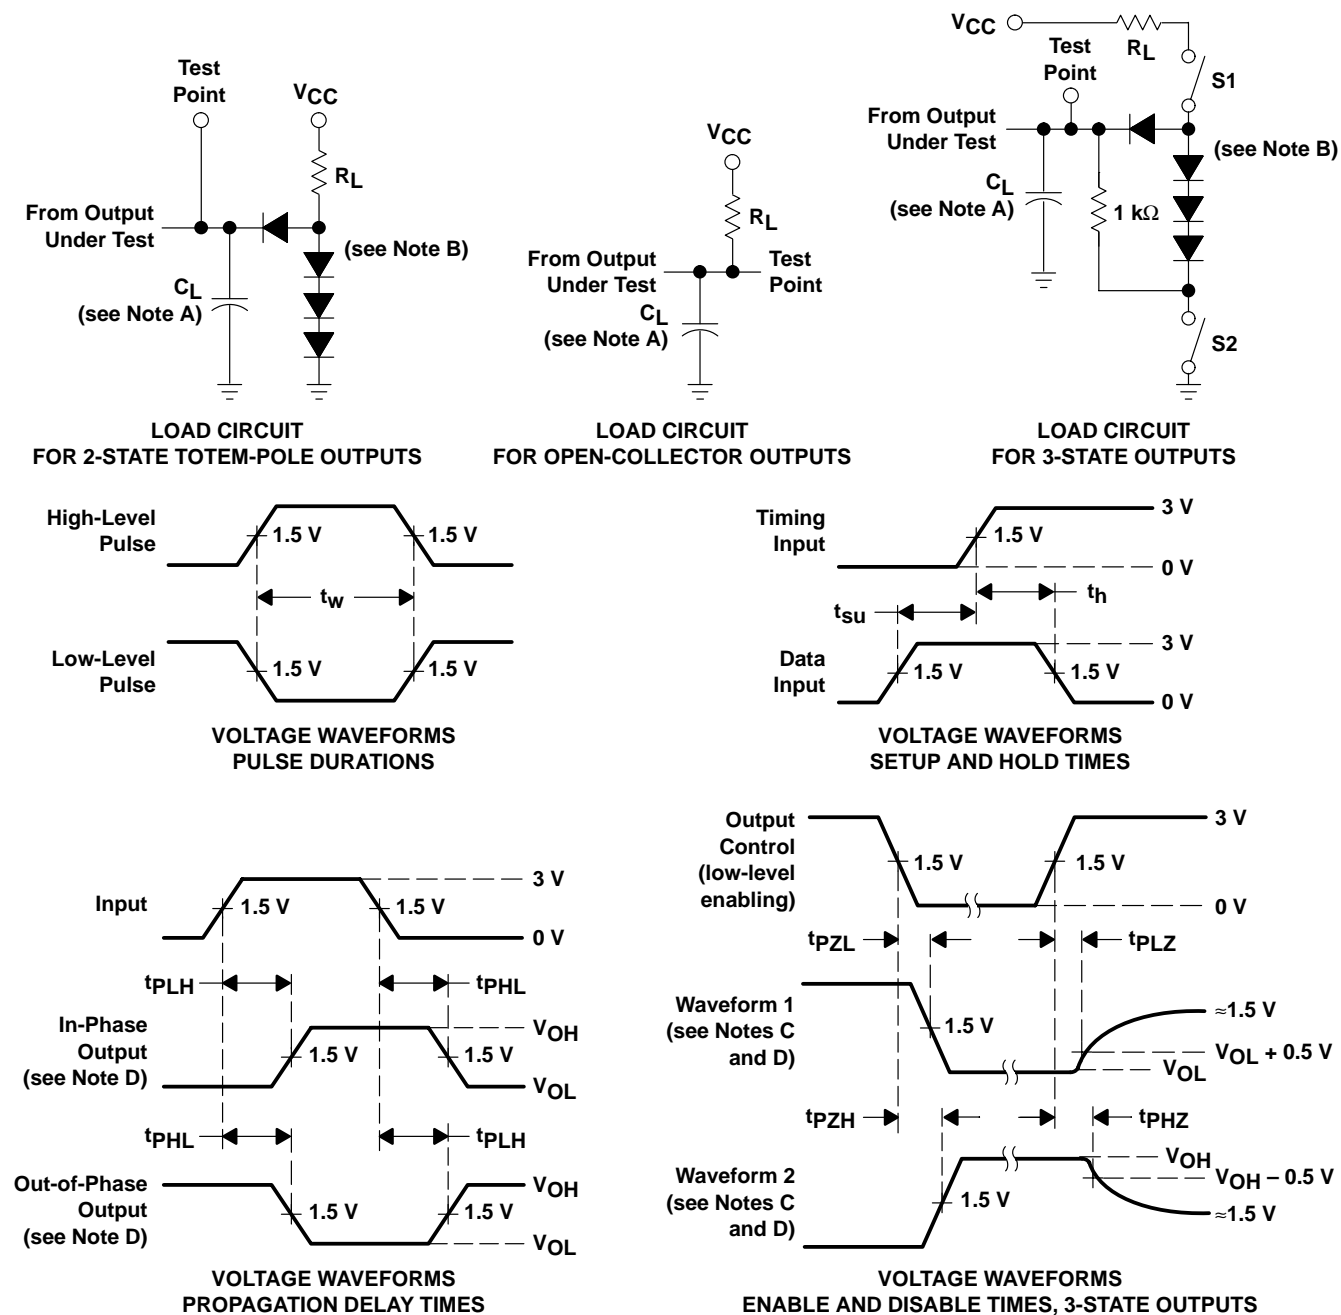 Test
Point
VCC
RL
From Output
Under Test
(see Note B)
CL
(see Note A)
LOAD CIRCUIT
FOR 2-STATE TOTEM-POLE OUTPUTS
VCC
RL
From Output
Under Test
Test
Point
CL
(see Note A)
LOAD CIRCUIT
FOR OPEN-COLLECTOR OUTPUTS
VCC
RL
S1
Test
Point
From Output
Under Test
(see Note B)
CL
(see Note A)
1 kΩ
S2
LOAD CIRCUIT
FOR 3-STATE OUTPUTS
High-Level
Pulse
1.5 V
1.5 V
tw
Low-Level
Pulse
1.5 V
1.5 V
VOLTAGE WAVEFORMS
PULSE DURATIONS
Timing
Input
1.5 V
3 V
0 V
tsu
th
Data
Input
1.5 V
1.5 V
3 V
0 V
VOLTAGE WAVEFORMS
SETUP AND HOLD TIMES
Input
1.5 V
1.5 V
3 V
0 V
tPLH
tPHL
In-Phase
Output
(see Note D)
1.5 V
1.5 V
VOH
VOL
tPHL
tPLH
Out-of-Phase
Output
(see Note D)
1.5 V
1.5 V
VOH
VOL
VOLTAGE WAVEFORMS
PROPAGATION DELAY TIMES
Output
Control
(low-level
enabling)
1.5 V
1.5 V
3 V
0 V
tPZL
tPLZ
Waveform 1
(see Notes C
and D)
1.5 V
≈1.5 V
VOL + 0.5 V
VOL
tPZH
tPHZ
Waveform 2
(see Notes C
and D)
1.5 V
VOH
VOH − 0.5 V
≈1.5 V
VOLTAGE WAVEFORMS
ENABLE AND DISABLE TIMES, 3-STATE OUTPUTS